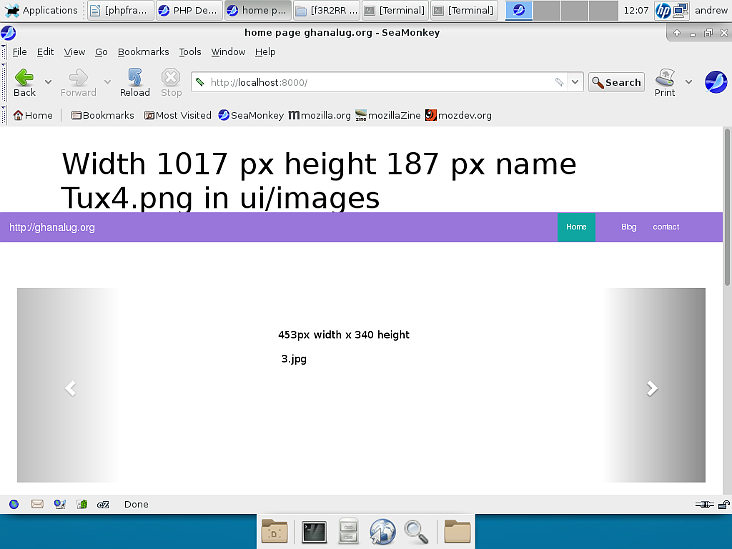 Applications
[phpfra...
PHP De...
home p...
[f3R2RR ...
[Terminal]
[Terminal]
12:07
andrew
home page ghanalug.org - SeaMonkey
File Edit View Go Bookmarks Tools Window Help
Back
Forward
Reload
Stop
http://localhost:8000/
Search
Print
Home
Bookmarks
Most Visited
SeaMonkey
mozilla.org
mozillaZine
mozdev.org
Width 1017 px height 187 px name
Tux4.png in ui/images
http://ghanalug.org
Home
Blog
contact
453px width x 340 height
3.jpg
Done